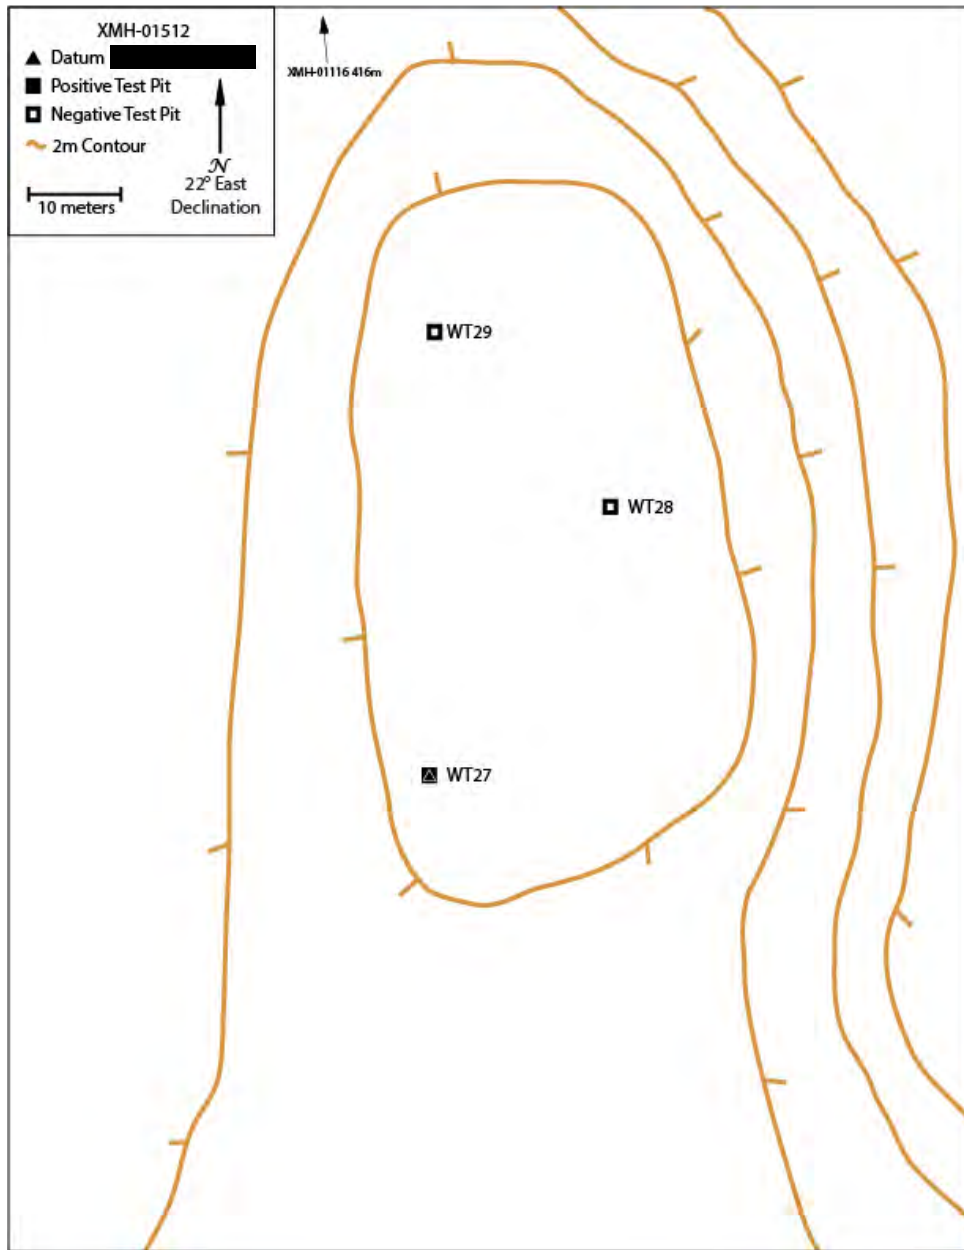 XMH-01512
Datum
Positive Test Pit
Negative Test Pit
2m Contour
N
22° East
Declination
10 meters
XMH-01116 416m
WT29
WT28
WT27